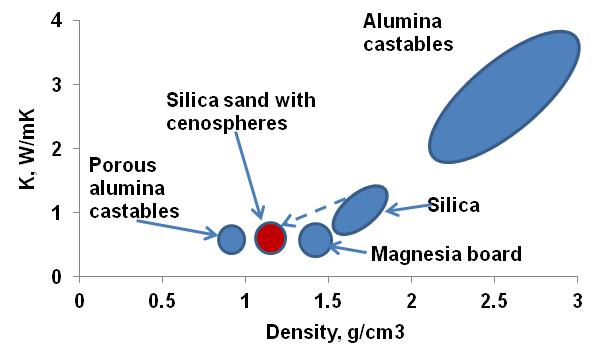 Alumina
castables
Silica sand with
cenospheres
Porous
alumina
castables
Silica
Magnesia board
K, W/mK
4
3
2
1
0
0
0.5
1
1.5
2
2.5
3
Density, g/cm3